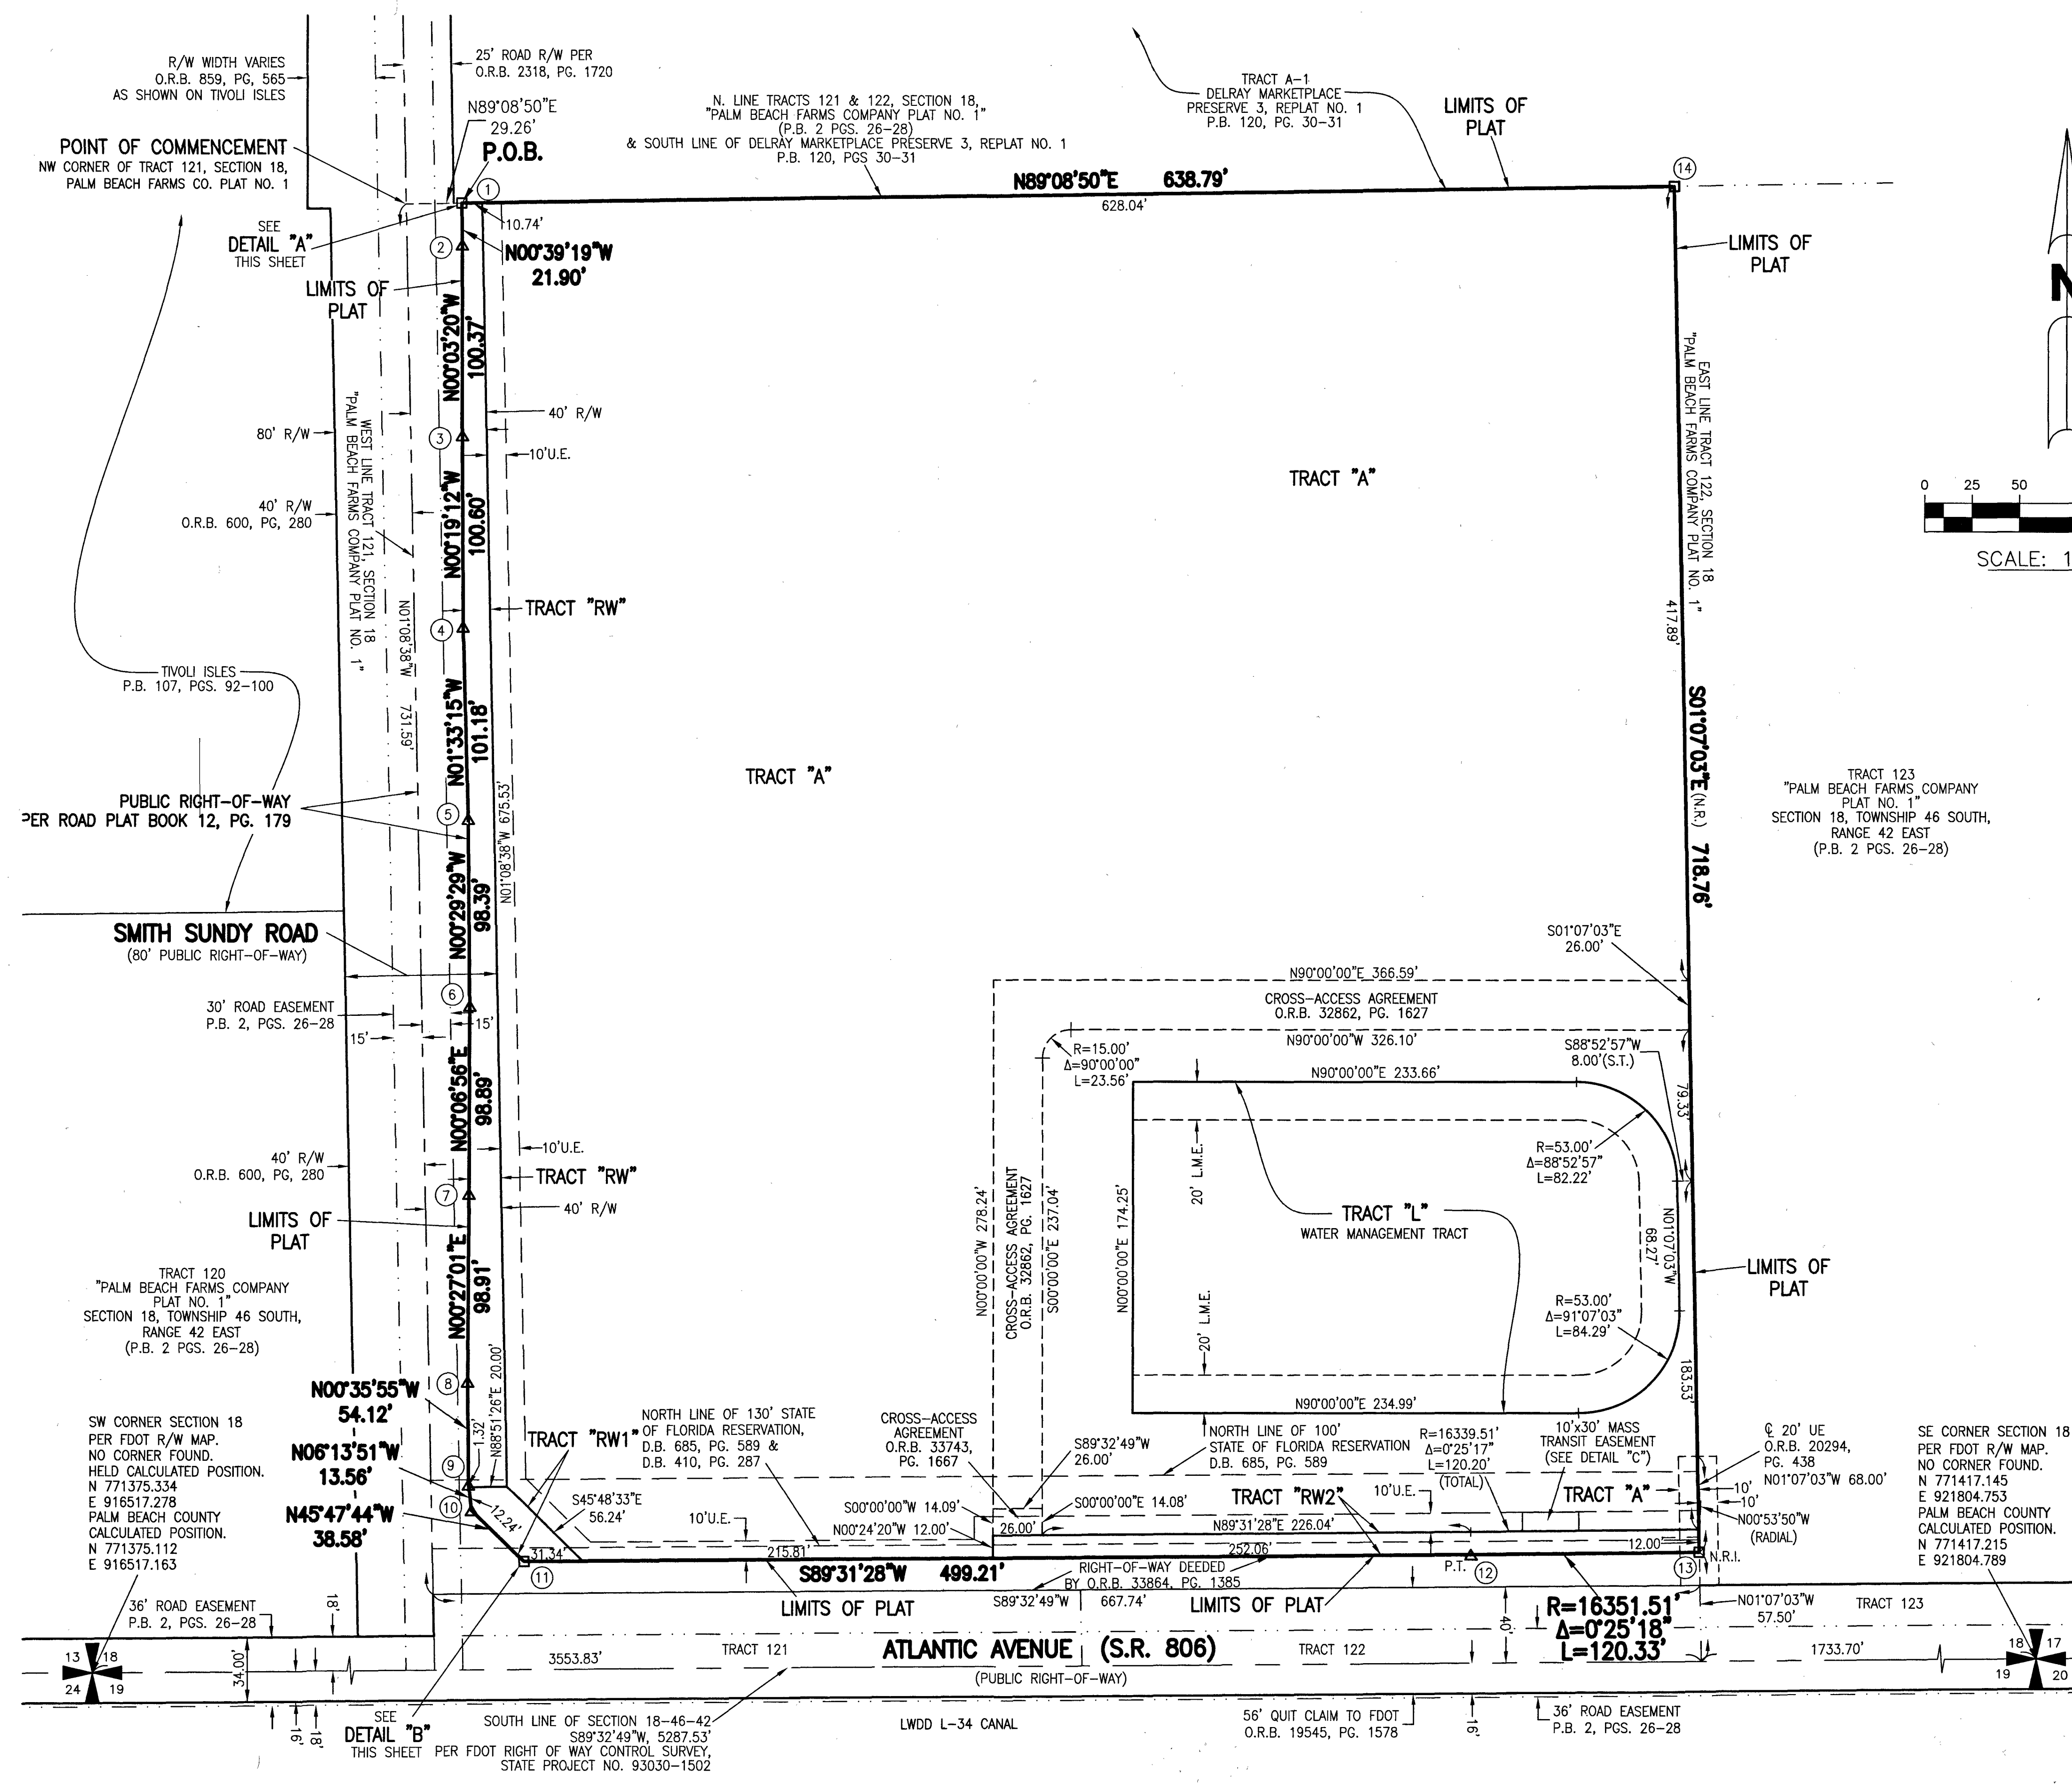 R/W WIDTH VARIES
O.R.B. 859, PG, 565
AS SHOWN ON TIVOLI ISLES
25' ROAD R/W PER
O.R.B. 2318, PG. 1720
N89°08'50"E
29.26'
P.O.B.
POINT OF COMMENCEMENT
NW CORNER OF TRACT 121, SECTION 18,
PALM BEACH FARMS CO. PLAT NO. 1
N. LINE TRACTS 121 & 122, SECTION 18,
"PALM BEACH FARMS COMPANY PLAT NO. 1"
(P.B. 2 PGS. 26-28)
& SOUTH LINE OF DELRAY MARKETPLACE PRESERVE 3, REPLAT NO. 1
P.B. 120, PGS 30-31
TRACT A-1
DELRAY MARKETPLACE
PRESERVE 3, REPLAT NO. 1
P.B. 120, PG. 30-31
LIMITS OF
PLAT
N89°08'50"E 638.79'
628.04'
1
14
10.74'
SEE
DETAIL "A"
THIS SHEET
2
N00°39'19"W
21.90'
LIMITS OF
PLAT
LIMITS OF
PLAT
N
N00°03'20"W
100.37'
40' R/W
80' R/W
3
10'U.E.
WEST LINE TRACT 121, SECTION 18
"PALM BEACH FARMS COMPANY PLAT NO. 1"
EAST LINE TRACT 122, SECTION 18
"PALM BEACH FARMS COMPANY PLAT NO. 1"
TRACT "A"
0 25 50
SCALE: 1
40' R/W
O.R.B. 600, PG, 280
N00°19'12"W
100.60'
TRACT "RW"
4
N01°08'38"W 731.59'
417.89'
TIVOLI ISLES
P.B. 107, PGS. 92-100
N01°33'15"W
101.18'
S01°07'03"E (N.R.) 718.76'
TRACT "A"
PUBLIC RIGHT-OF-WAY
PER ROAD PLAT BOOK 12, PG. 179
5
N01°08'38"W 675.53'
TRACT 123
"PALM BEACH FARMS COMPANY
PLAT NO. 1"
SECTION 18, TOWNSHIP 46 SOUTH,
RANGE 42 EAST
(P.B. 2 PGS. 26-28)
N00°29'29"W
98.39'
SMITH SUNDY ROAD
(80' PUBLIC RIGHT-OF-WAY)
S01°07'03"E
26.00'
6
N90°00'00"E 366.59'
CROSS-ACCESS AGREEMENT
O.R.B. 32862, PG. 1627
30' ROAD EASEMENT
P.B. 2, PGS. 26-28
15'
15'
N90°00'00"W 326.10'
R=15.00'
Δ=90°00'00"
L=23.56'
S88°52'57"W
8.00'(S.T.)
N90°00'00"E 233.66'
79.33'
N00°06'56"E
98.89'
10'U.E.
40' R/W
O.R.B. 600, PG, 280
TRACT "RW"
7
40' R/W
20' L.M.E.
R=53.00'
Δ=88°52'57"
L=82.22'
N00°00'00"W 278.24'
CROSS-ACCESS AGREEMENT
O.R.B. 32862, PG. 1627
S00°00'00"E 237.04'
N00°00'00"E 174.25'
TRACT "L"
WATER MANAGEMENT TRACT
N01°07'03"W
68.27'
LIMITS OF
PLAT
LIMITS OF
PLAT
N00°27'01"E
98.91'
20' L.M.E.
R=53.00'
Δ=91°07'03"
L=84.29'
TRACT 120
"PALM BEACH FARMS COMPANY
PLAT NO. 1"
SECTION 18, TOWNSHIP 46 SOUTH,
RANGE 42 EAST
(P.B. 2 PGS. 26-28)
N90°00'00"E 234.99'
183.53'
8
N00°35'55"W
54.12'
1.32'
N88°51'26"E 20.00'
N06°13'51"W
13.56'
9
10
N45°47'44"W
38.58'
12.24'
TRACT "RW1"
S45°48'33"E
56.24'
SW CORNER SECTION 18
PER FDOT R/W MAP.
NO CORNER FOUND.
HELD CALCULATED POSITION.
N 771375.334
E 916517.278
PALM BEACH COUNTY
CALCULATED POSITION.
N 771375.112
E 916517.163
NORTH LINE OF 130' STATE
OF FLORIDA RESERVATION,
D.B. 685, PG. 589 &
D.B. 410, PG. 287
CROSS-ACCESS
AGREEMENT
O.R.B. 33743,
PG. 1667
S89°32'49"W
26.00'
NORTH LINE OF 100'
STATE OF FLORIDA RESERVATION
D.B. 685, PG. 589
R=16339.51'
Δ=0°25'17"
L=120.20'
(TOTAL)
10'x30' MASS
TRANSIT EASEMENT
(SEE DETAIL "C")
℄ 20' UE
O.R.B. 20294,
PG. 438
N01°07'03"W 68.00'
SE CORNER SECTION 18
PER FDOT R/W MAP.
NO CORNER FOUND.
N 771417.145
E 921804.753
PALM BEACH COUNTY
CALCULATED POSITION.
N 771417.215
E 921804.789
S00°00'00"W 14.09'
S00°00'00"E 14.08'
TRACT "RW2"
10'U.E.
TRACT "A"
10'
10'
N00°53'50"W
(RADIAL)
10'U.E.
N00°24'20"W 12.00'
26.00'
N89°31'28"E 226.04'
12.00'
31.34'
215.81'
252.06'
11
S89°31'28"W 499.21'
RIGHT-OF-WAY DEEDED
BY O.R.B. 33864, PG. 1385
P.T.
12
13
N.R.I.
S89°32'49"W 667.74'
LIMITS OF PLAT
LIMITS OF PLAT
R=16351.51'
Δ=0°25'18"
L=120.33'
N01°07'03"W
57.50'
TRACT 123
36' ROAD EASEMENT
P.B. 2, PGS. 26-28
18'
40'
13 18
24 19
34.00'
3553.83'
TRACT 121
ATLANTIC AVENUE (S.R. 806)
(PUBLIC RIGHT-OF-WAY)
TRACT 122
1733.70'
18 17
19 20
16'
18'
SEE
DETAIL "B"
THIS SHEET
SOUTH LINE OF SECTION 18-46-42
S89°32'49"W, 5287.53'
PER FDOT RIGHT OF WAY CONTROL SURVEY,
STATE PROJECT NO. 93030-1502
LWDD L-34 CANAL
56' QUIT CLAIM TO FDOT
O.R.B. 19545, PG. 1578
16'
36' ROAD EASEMENT
P.B. 2, PGS. 26-28